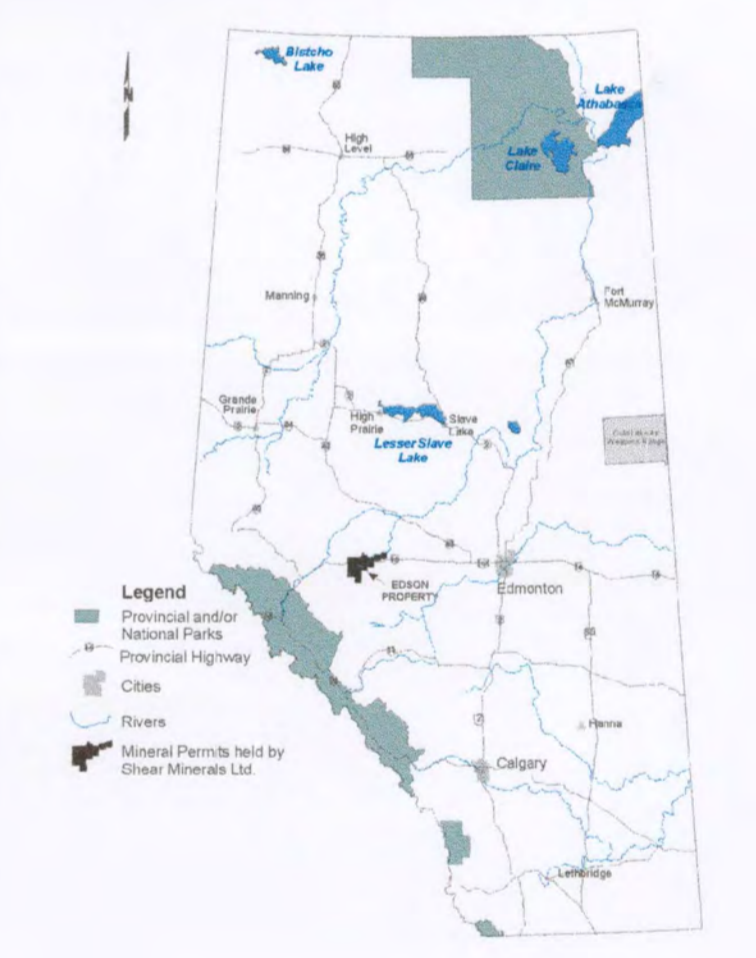 Bistcho
Lake
Lake
Athabasca
N
High
Level
Lake
Claire
Manning
Fort
McMurray
Grande
Prairie
High
Prairie
Slave
Lake
Lesser Slave
Lake
EDSON
PROPERTY
Edmonton
Legend
Provincial and/or
National Parks
Provincial Highway
Cities
Rivers
Mineral Permits held by
Shear Minerals Ltd.
Hanna
2
Calgary
Lethbridge